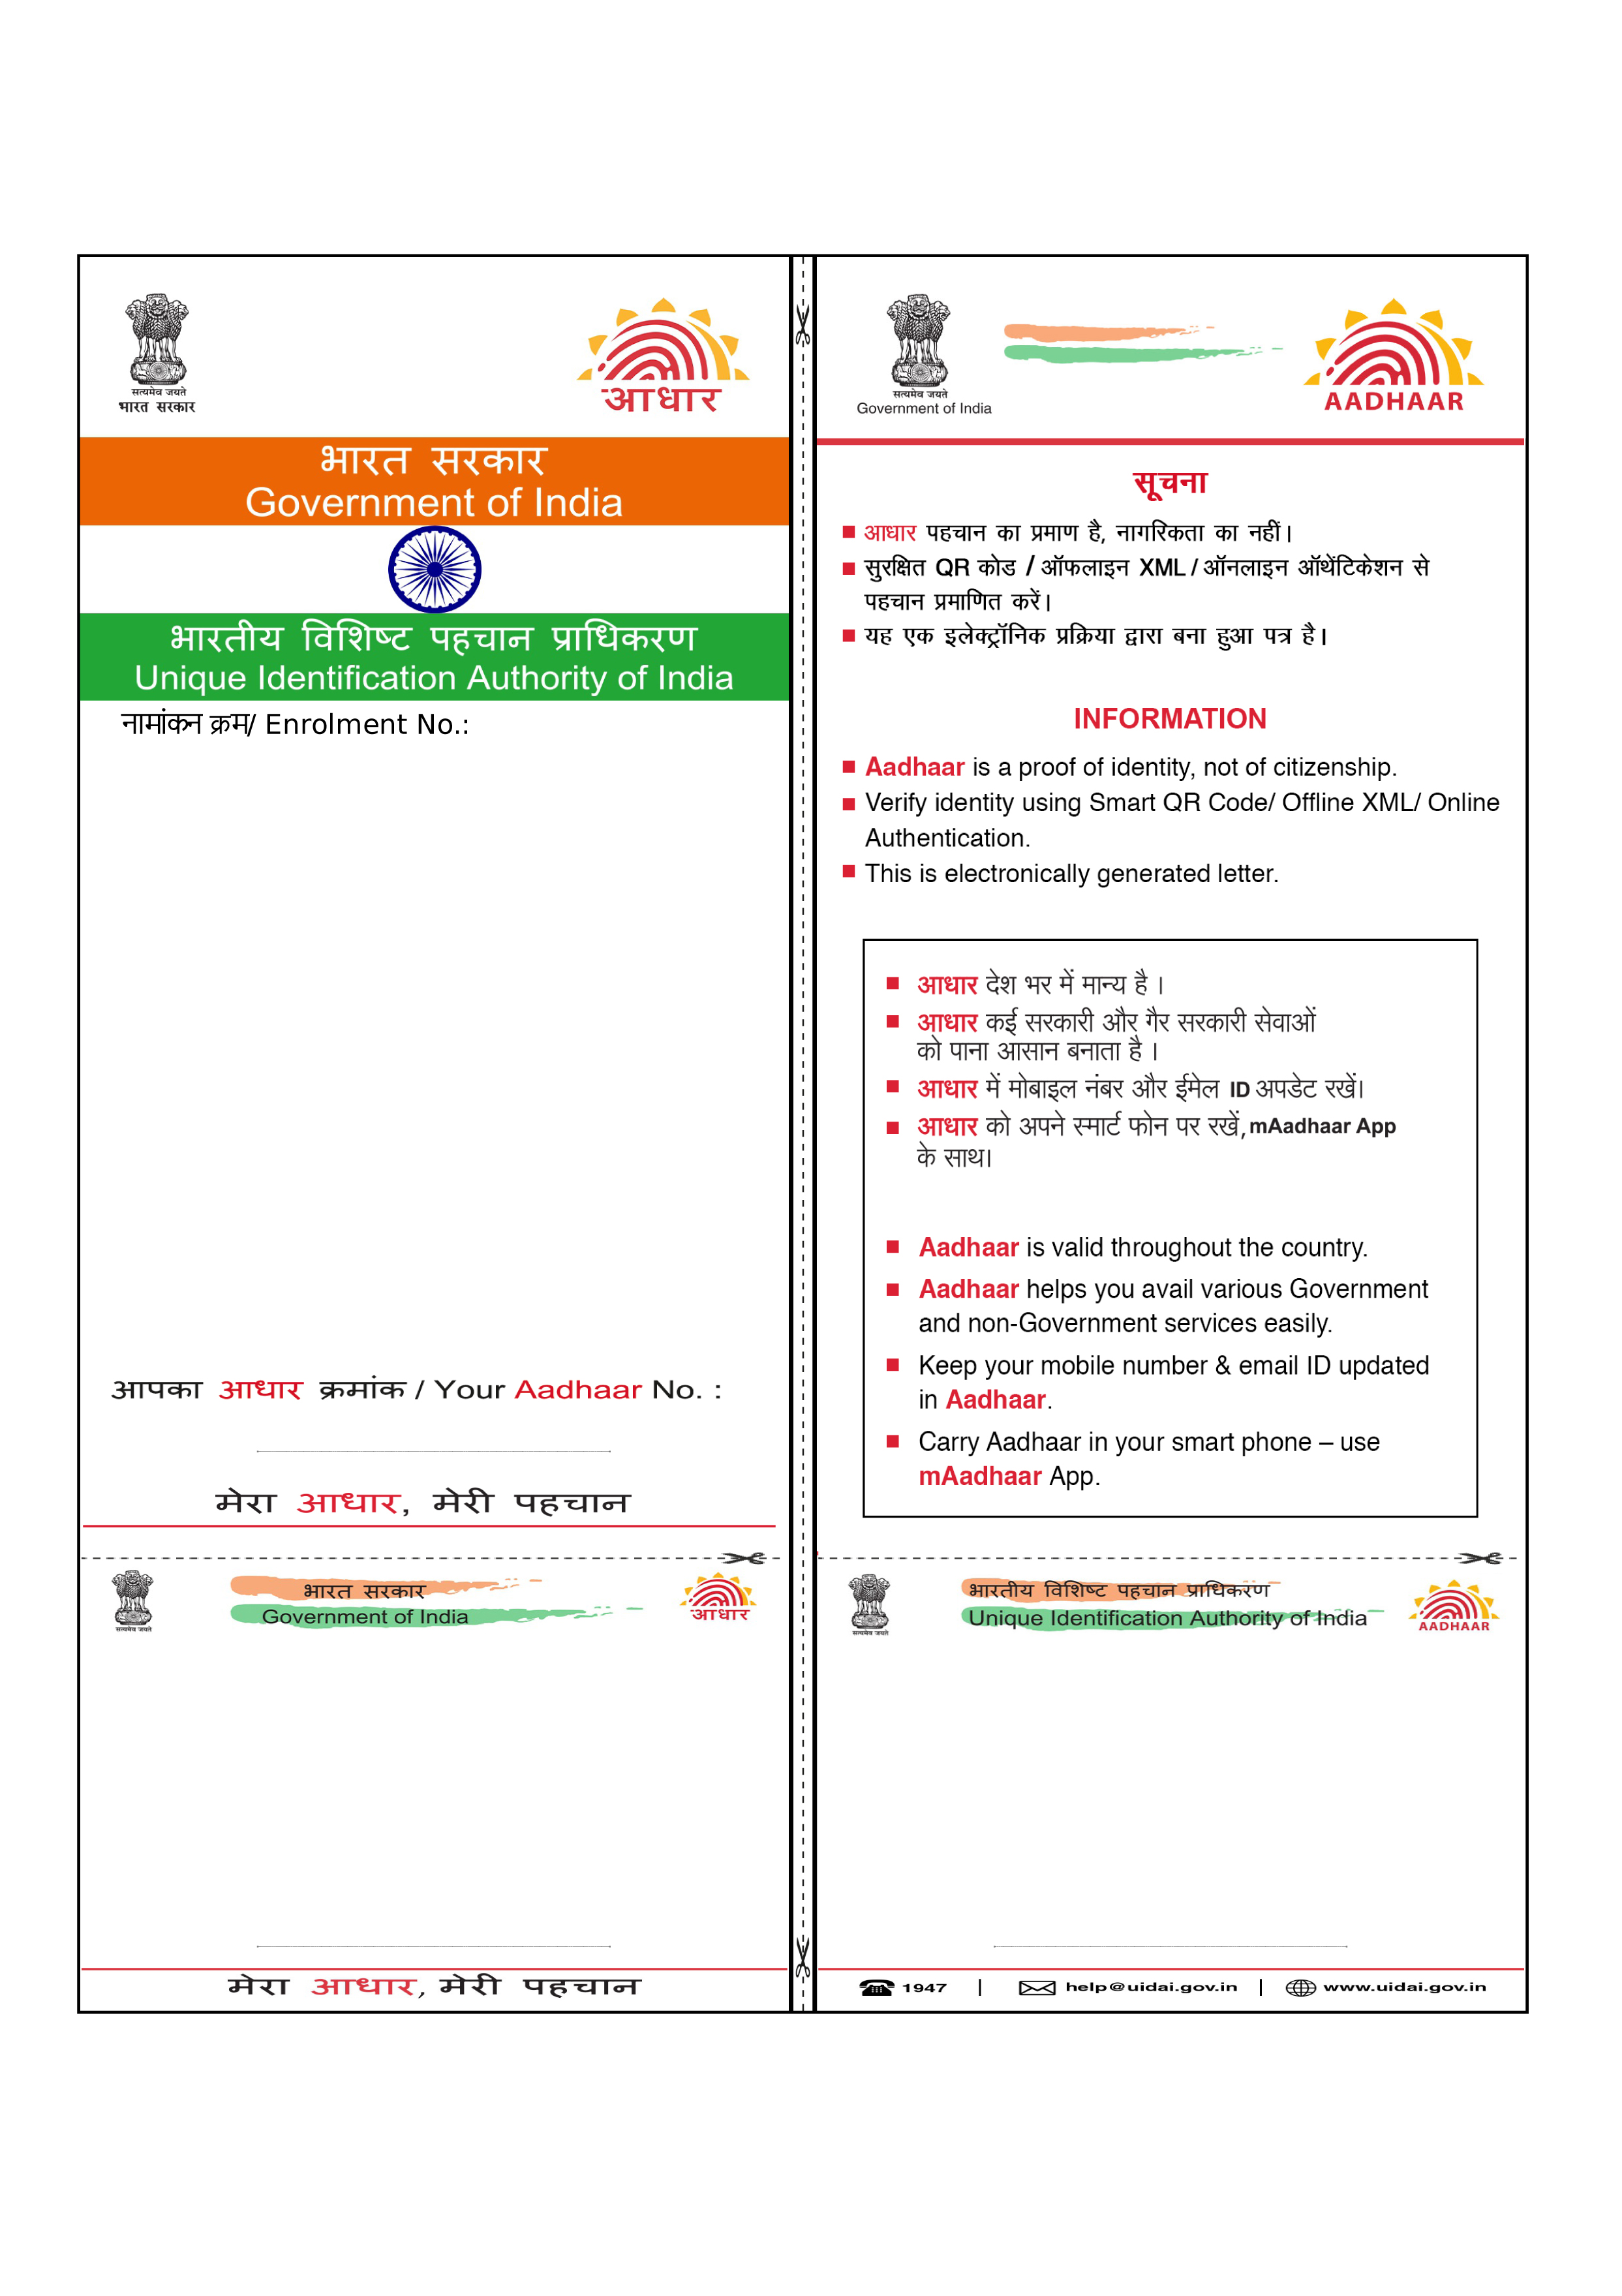 सत्यमेव जयते
भारत सरकार
आधार
भारत सरकार
Government of India
भारतीय विशिष्ट पहचान प्राधिकरण
Unique Identification Authority of India
नामांकन क्रम/ Enrolment No.:
आपका आधार क्रमांक / Your Aadhaar No. :
मेरा आधार, मेरी पहचान
सत्यमेव जयते
Government of India
AADHAAR
सूचना
आधार पहचान का प्रमाण है, नागरिकता का नहीं।
सुरक्षित QR कोड / ऑफलाइन XML / ऑनलाइन ऑथेंटिकेशन से
पहचान प्रमाणित करें।
यह एक इलेक्ट्रॉनिक प्रक्रिया द्वारा बना हुआ पत्र है।
INFORMATION
Aadhaar is a proof of identity, not of citizenship.
Verify identity using Smart QR Code/ Offline XML/ Online
Authentication.
This is electronically generated letter.
आधार देश भर में मान्य है ।
आधार कई सरकारी और गैर सरकारी सेवाओं
को पाना आसान बनाता है ।
आधार में मोबाइल नंबर और ईमेल ID अपडेट रखें।
आधार को अपने स्मार्ट फोन पर रखें, mAadhaar App
के साथ।
Aadhaar is valid throughout the country.
Aadhaar helps you avail various Government
and non-Government services easily.
Keep your mobile number & email ID updated
in Aadhaar.
Carry Aadhaar in your smart phone – use
mAadhaar App.
सत्यमेव जयते
भारत सरकार
Government of India
आधार
मेरा आधार, मेरी पहचान
सत्यमेव जयते
भारतीय विशिष्ट पहचान प्राधिकरण
Unique Identification Authority of India
AADHAAR
1947 | help@uidai.gov.in | www.uidai.gov.in